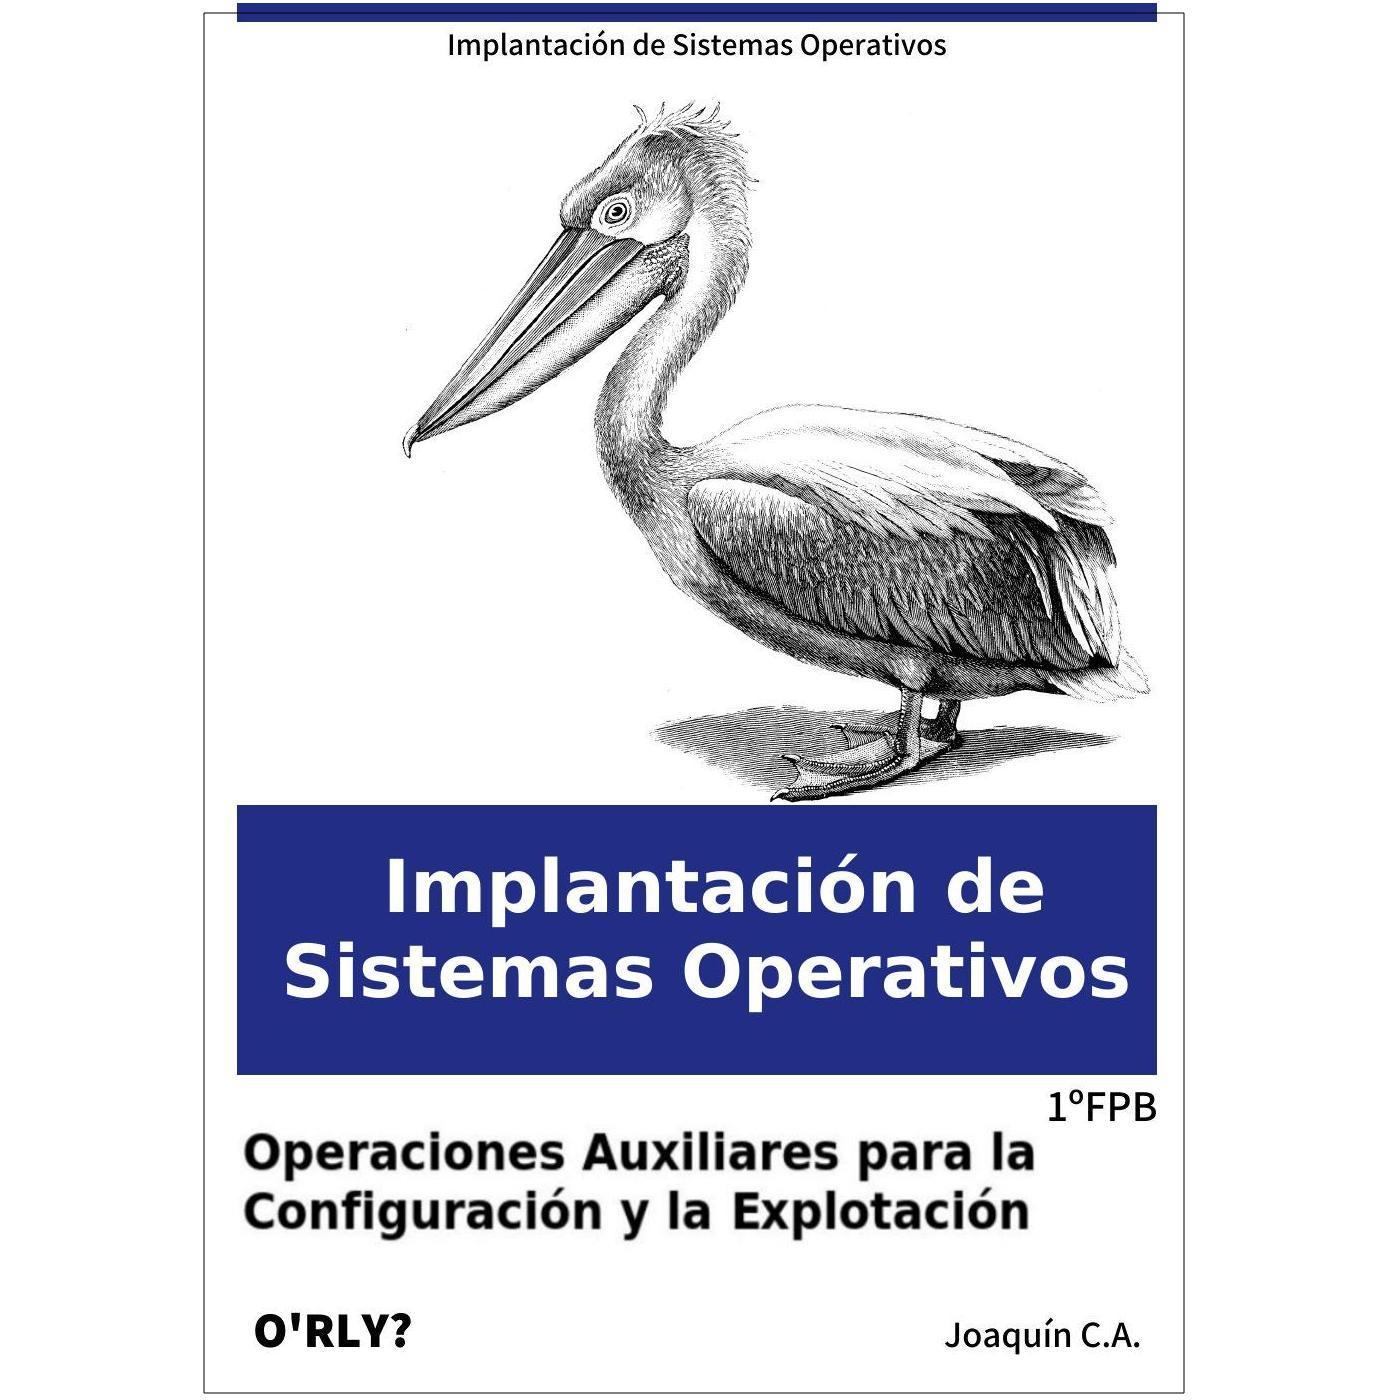 Implantación de Sistemas Operativos
Implantación de
Sistemas Operativos
1ºFPB
Operaciones Auxiliares para la
Configuración y la Explotación
O'RLY?
Joaquín C.A.